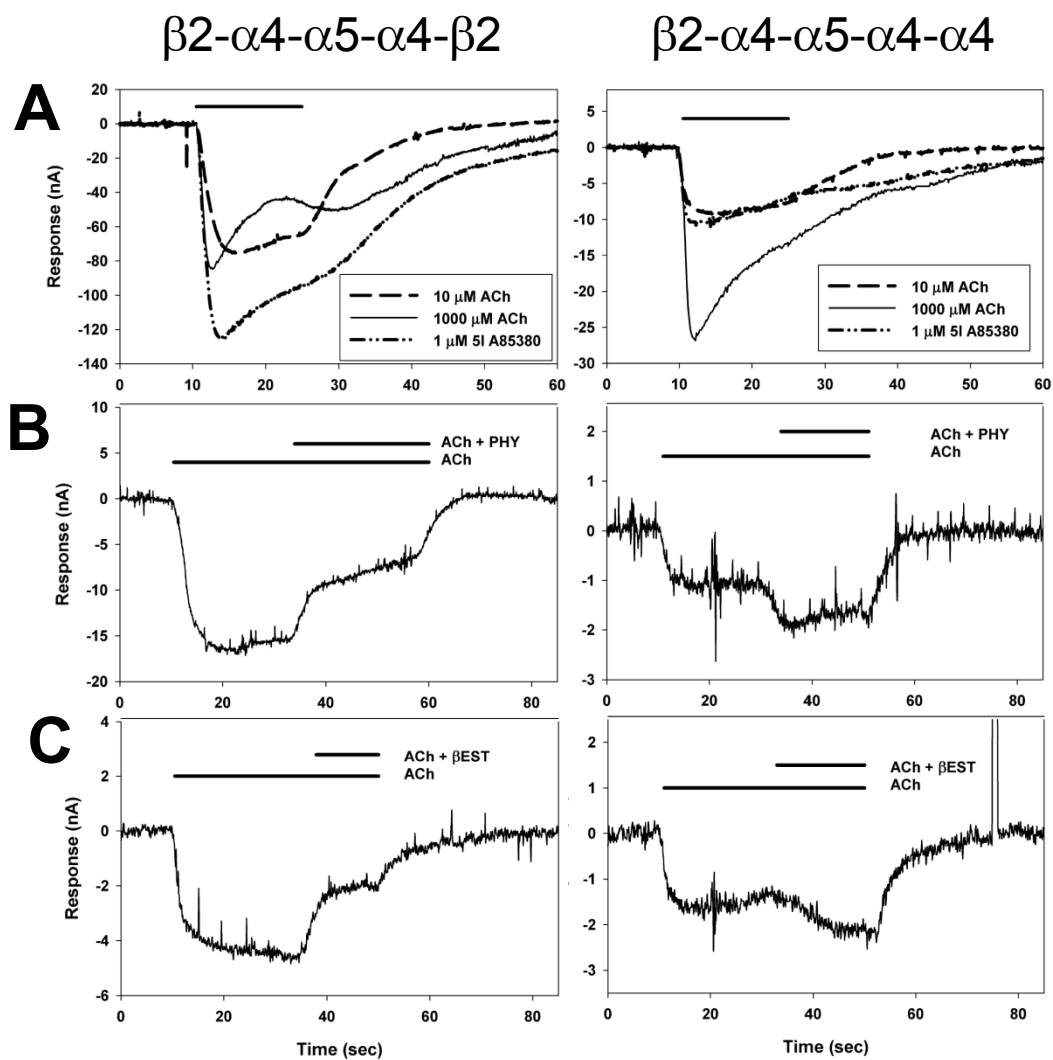 β2-α4-α5-α4-β2
β2-α4-α5-α4-α4
A
Response (nA)
20
0
-20
-40
-60
-80
-100
-120
-140
0 10 20 30 40 50 60
10 μM ACh
1000 μM ACh
1 μM 5I A85380
5
0
-5
-10
-15
-20
-25
-30
0 10 20 30 40 50 60
10 μM ACh
1000 μM ACh
1 μM 5I A85380
B
Response (nA)
10
5
0
-5
-10
-15
-20
0 20 40 60 80
ACh + PHY
ACh
2
1
0
-1
-2
-3
0 20 40 60 80
ACh + PHY
ACh
C
Response (nA)
4
2
0
-2
-4
-6
0 20 40 60 80
ACh + βEST
ACh
Time (sec)
2
1
0
-1
-2
-3
0 20 40 60 80
ACh + βEST
ACh
Time (sec)